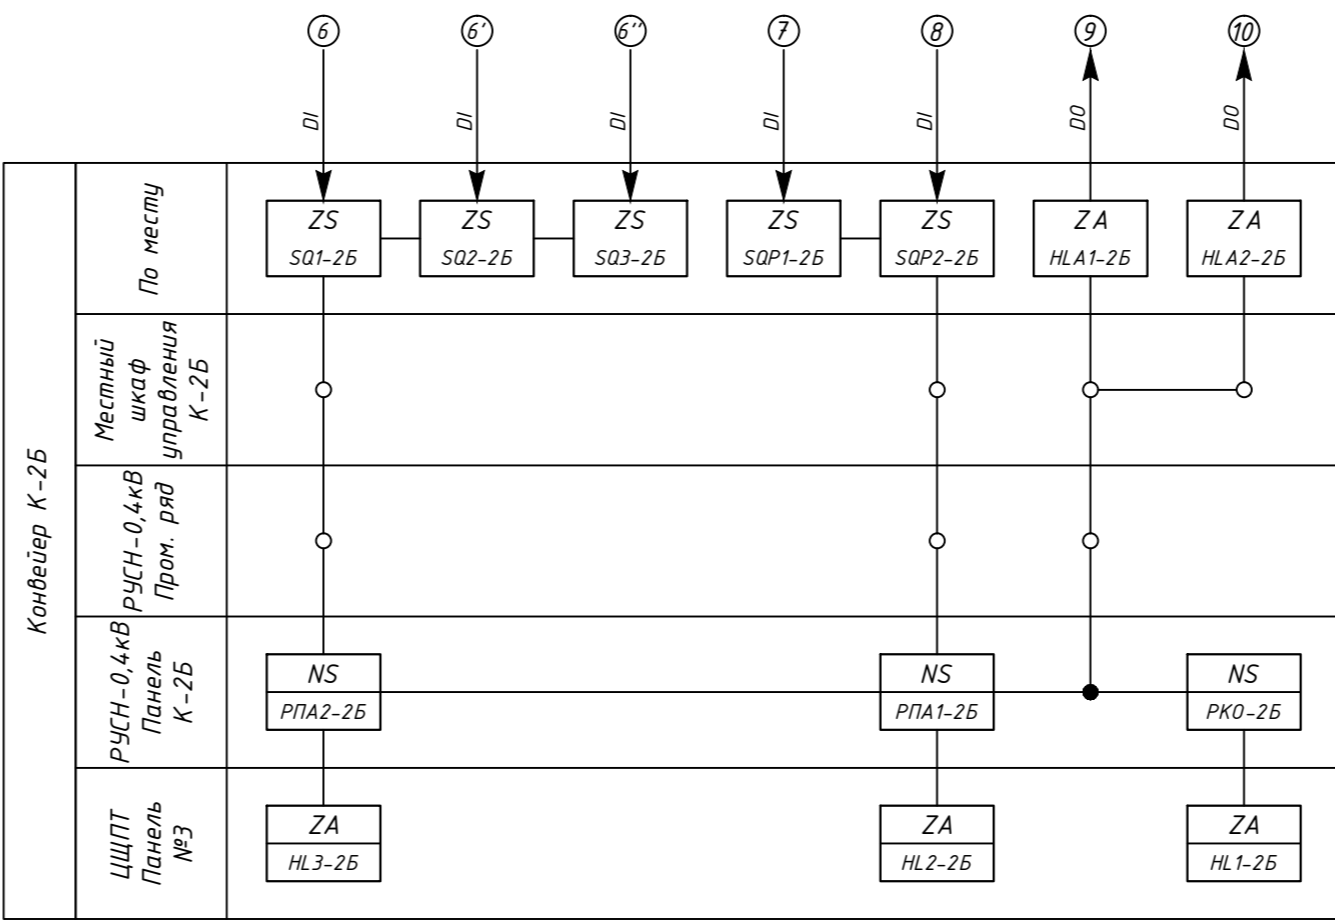 6 6' 6'' 7 8 9 10
DI DI DI DI DI DO DO
Конвейер К-2Б
По месту
ZS ZS ZS ZS ZS ZA ZA
SQ1-2Б SQ2-2Б SQ3-2Б SQP1-2Б SQP2-2Б HLA1-2Б HLA2-2Б
Местный
шкаф
управления
К-2Б
РУСН-0,4кВ
Пром. ряд
РУСН-0,4кВ
Панель
К-2Б
NS NS NS
РПА2-2Б РПА1-2Б РКО-2Б
ЦЩПТ
Панель
№3
ZA ZA ZA
HL3-2Б HL2-2Б HL1-2Б